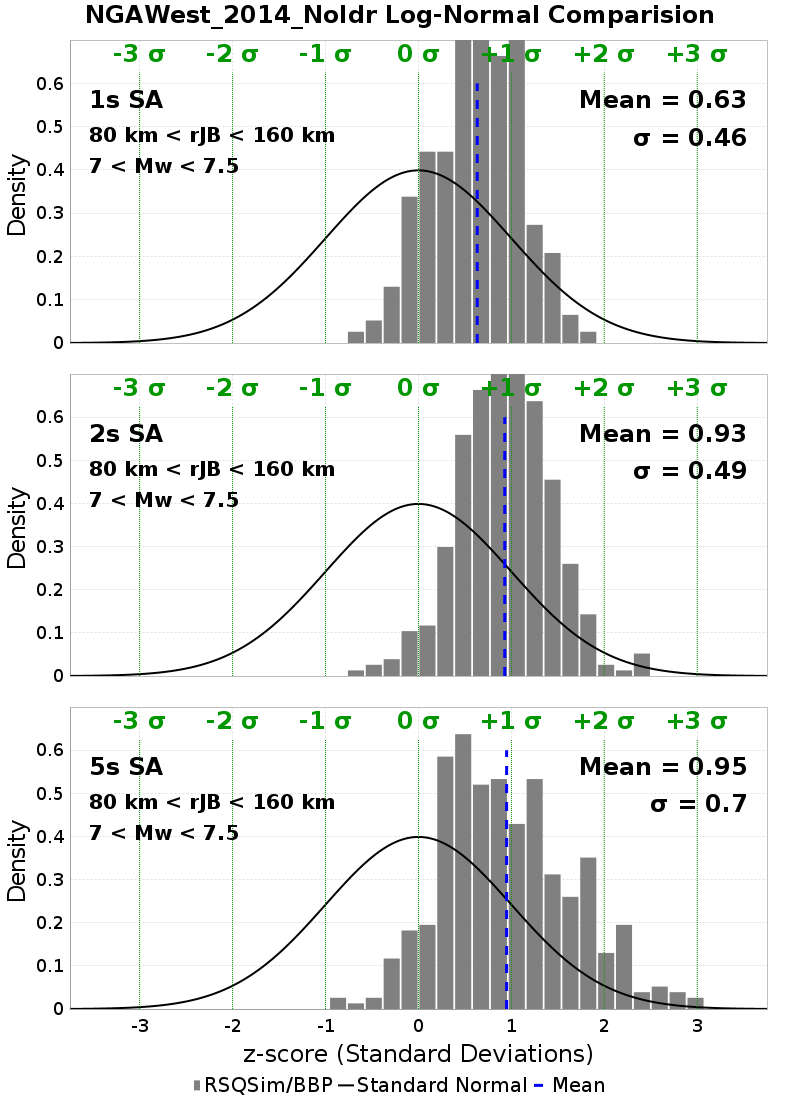 NGAWest_2014_NoIdr Log-Normal Comparision
-3 σ -2 σ -1 σ 0 σ +1 σ +2 σ +3 σ
0.6
1s SA Mean = 0.63
0.5
80 km < rJB < 160 km σ = 0.46
7 < Mw < 7.5
0.4
0.3
0.2
0.1
0
Density
-3 σ -2 σ -1 σ 0 σ +1 σ +2 σ +3 σ
0.6
2s SA Mean = 0.93
0.5
80 km < rJB < 160 km σ = 0.49
7 < Mw < 7.5
0.4
0.3
0.2
0.1
0
Density
-3 σ -2 σ -1 σ 0 σ +1 σ +2 σ +3 σ
0.6
5s SA Mean = 0.95
0.5
80 km < rJB < 160 km σ = 0.7
7 < Mw < 7.5
0.4
0.3
0.2
0.1
0
Density
-3 -2 -1 0 1 2 3
z-score (Standard Deviations)
RSQSim/BBP Standard Normal Mean